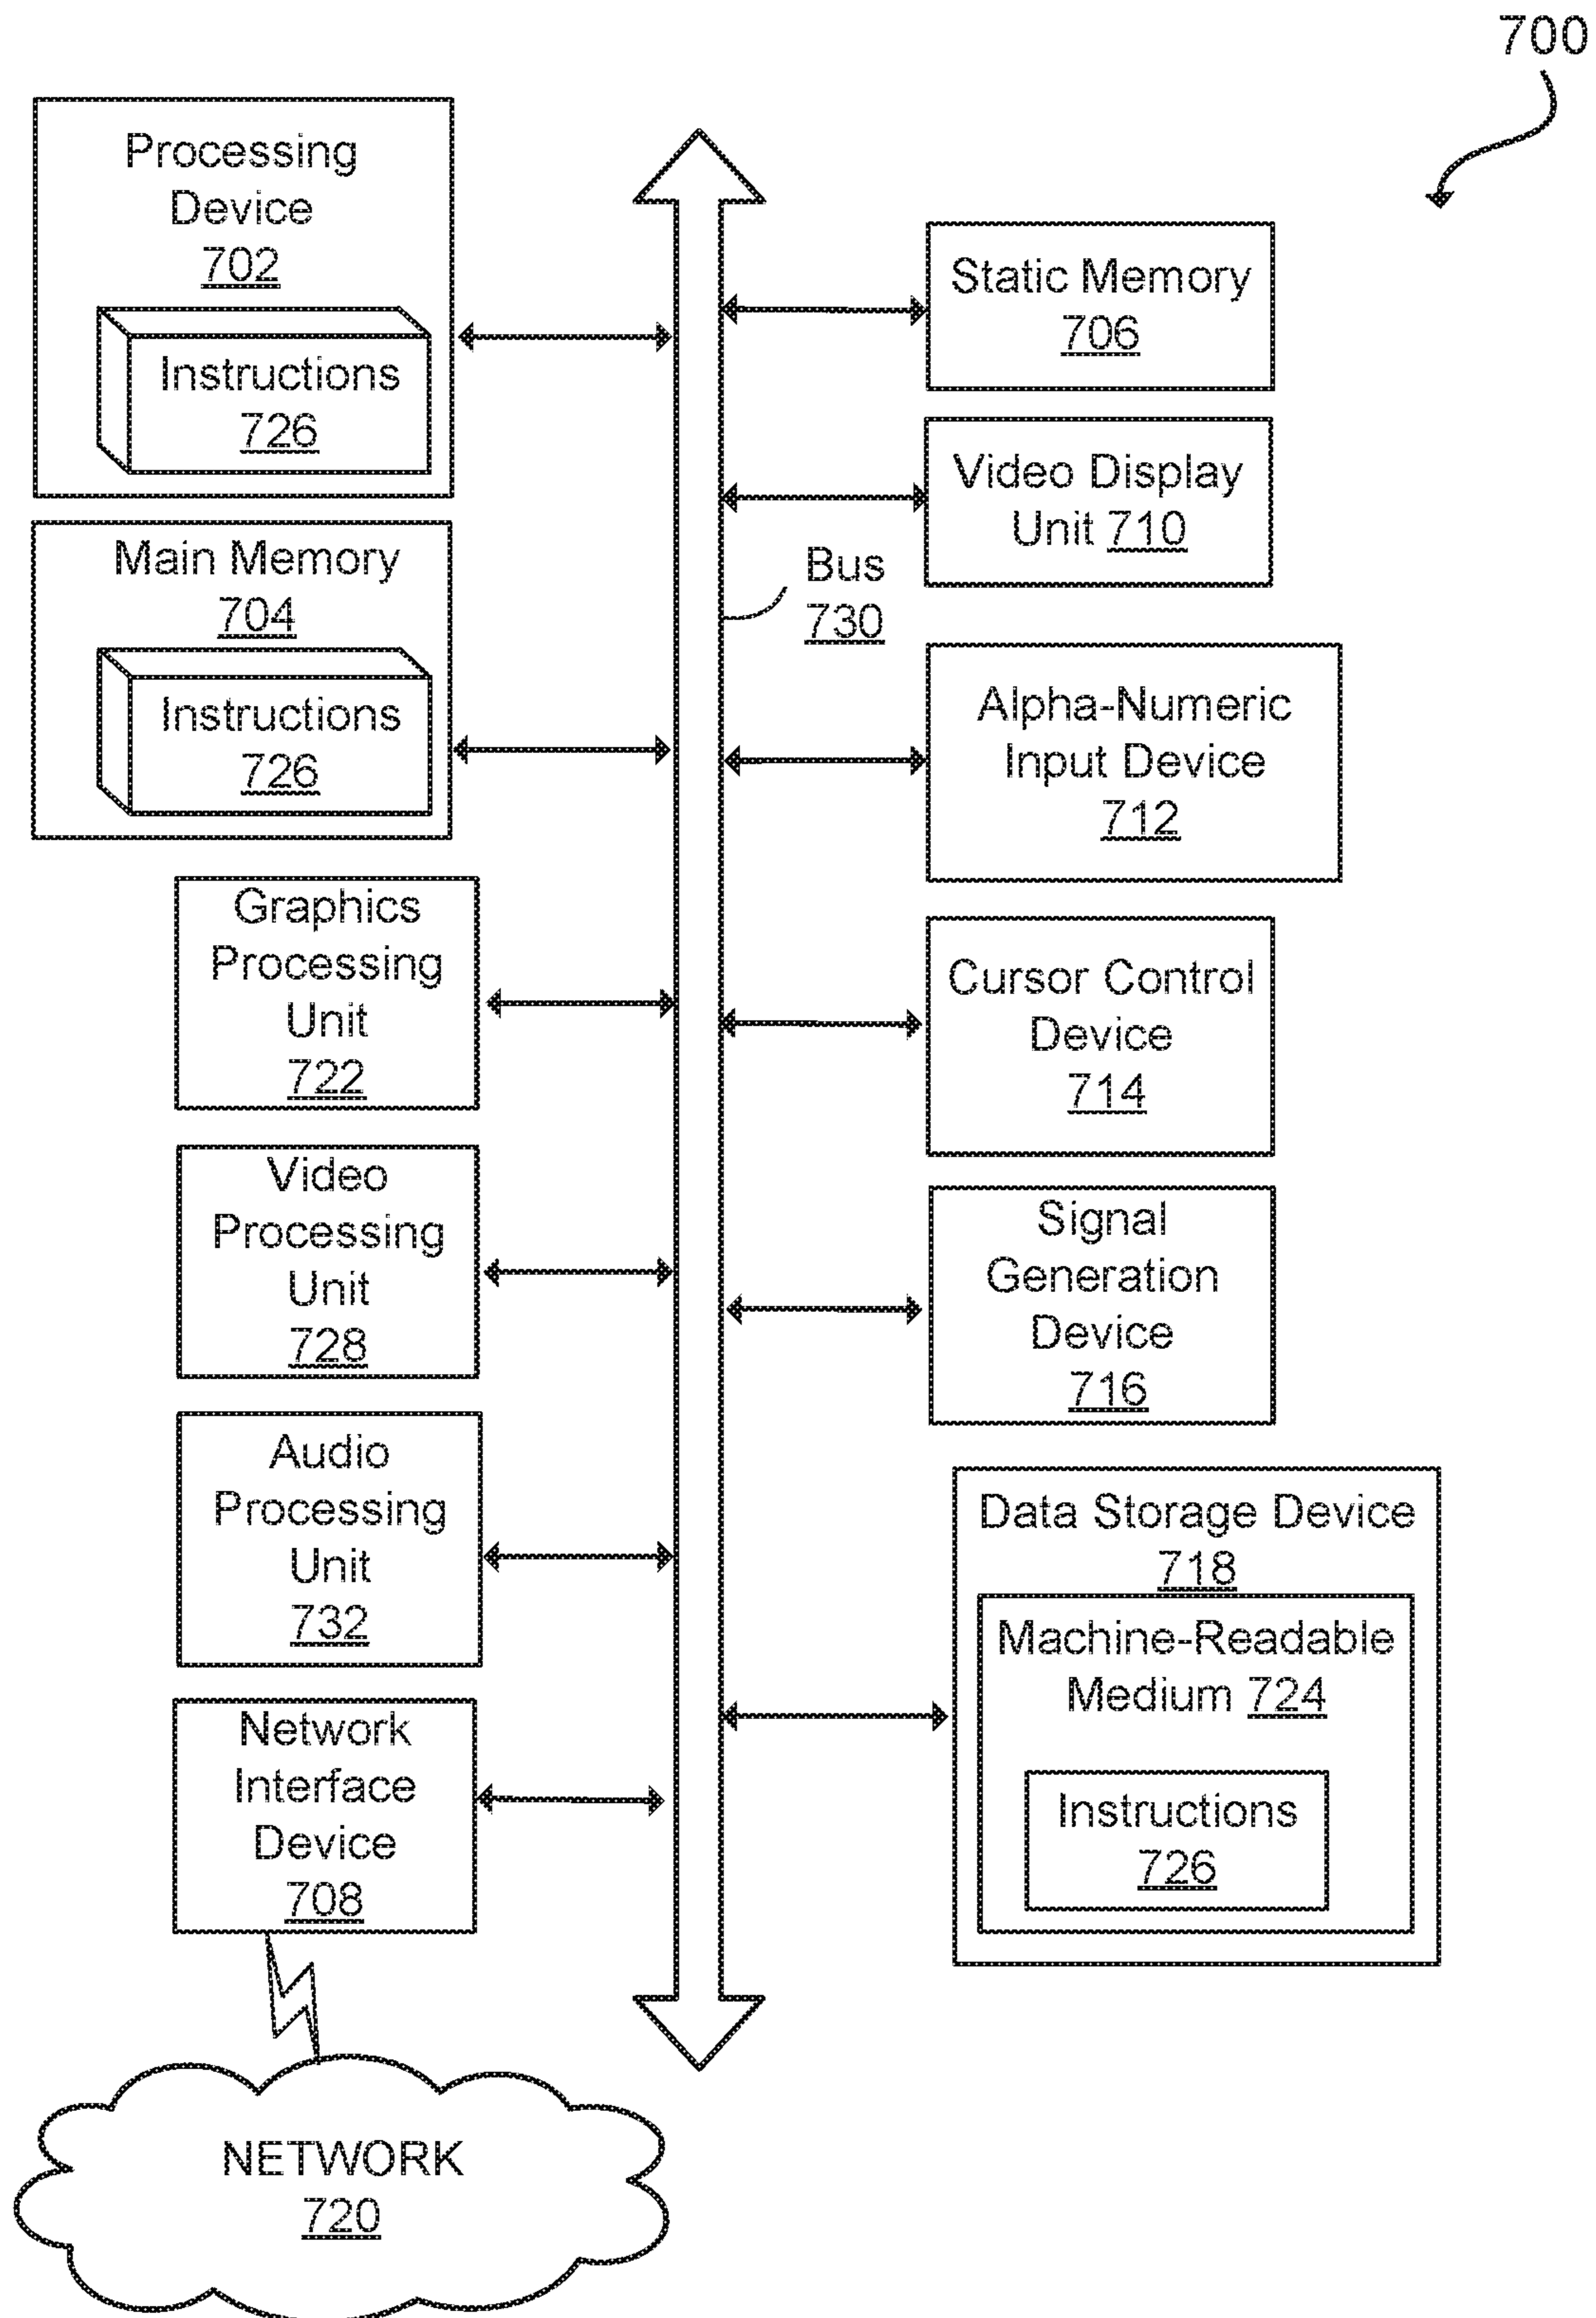 700
Processing
Device
702
Instructions
726
Main Memory
704
Instructions
726
Graphics
Processing
Unit
722
Video
Processing
Unit
728
Audio
Processing
Unit
732
Network
Interface
Device
708
NETWORK
720
Bus
730
Static Memory
706
Video Display
Unit 710
Alpha-Numeric
Input Device
712
Cursor Control
Device
714
Signal
Generation
Device
716
Data Storage Device
718
Machine-Readable
Medium 724
Instructions
726